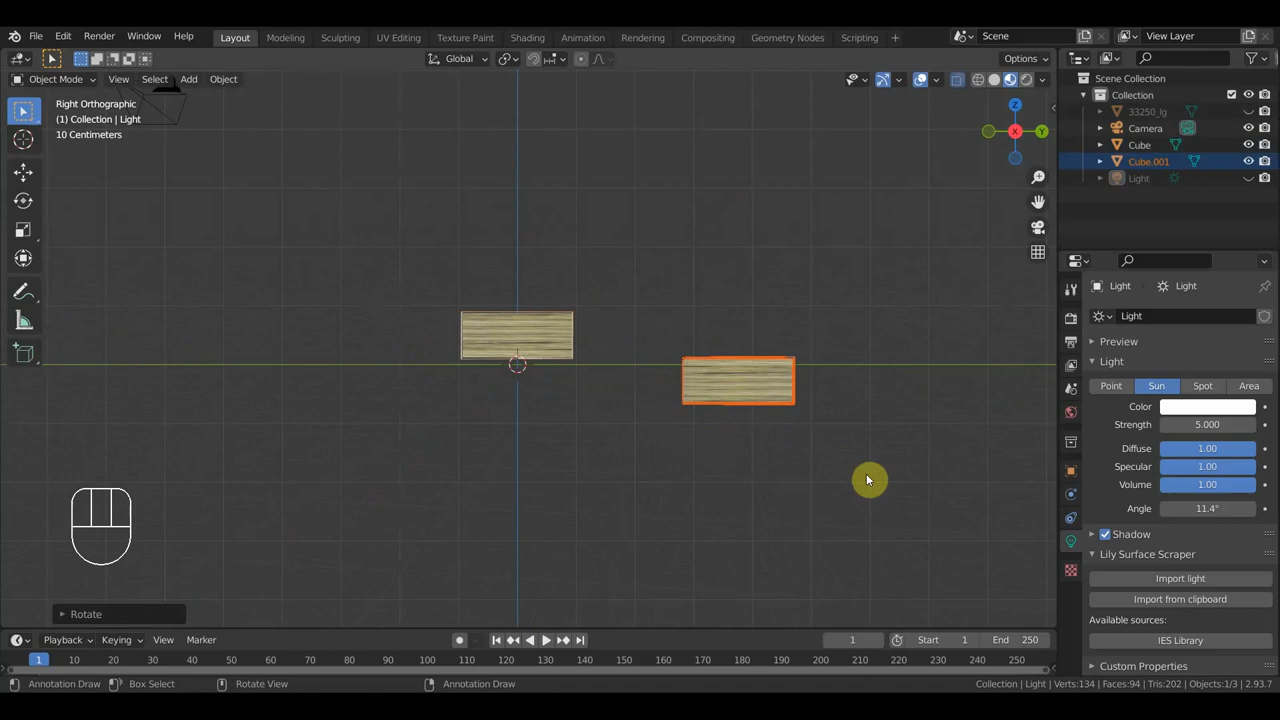 File Edit Render Window Help
Layout Modeling Sculpting UV Editing Texture Paint Shading Animation Rendering Compositing Geometry Nodes Scripting +
Scene
View Layer
Global
Options
Object Mode View Select Add Object
Right Orthographic
(1) Collection | Light
10 Centimeters
Z
X
Y
Scene Collection
Collection
33250_lg
Camera
Cube
Cube.001
Light
Light
Light
Light
Preview
Light
Point Sun Spot Area
Color
Strength 5.000
Diffuse 1.00
Specular 1.00
Volume 1.00
Angle 11.4°
Shadow
Lily Surface Scraper
Import light
Import from clipboard
Available sources:
IES Library
Custom Properties
Rotate
Playback Keying View Marker
1
Start 1
End 250
1 10 20 30 40 50 60 70 80 90 100 110 120 130 140 150 160 170 180 190 200 210 220 230 240 250
Annotation Draw Box Select Rotate View Annotation Draw
Collection | Light | Verts:134 | Faces:94 | Tris:202 | Objects:1/3 | 2.93.7